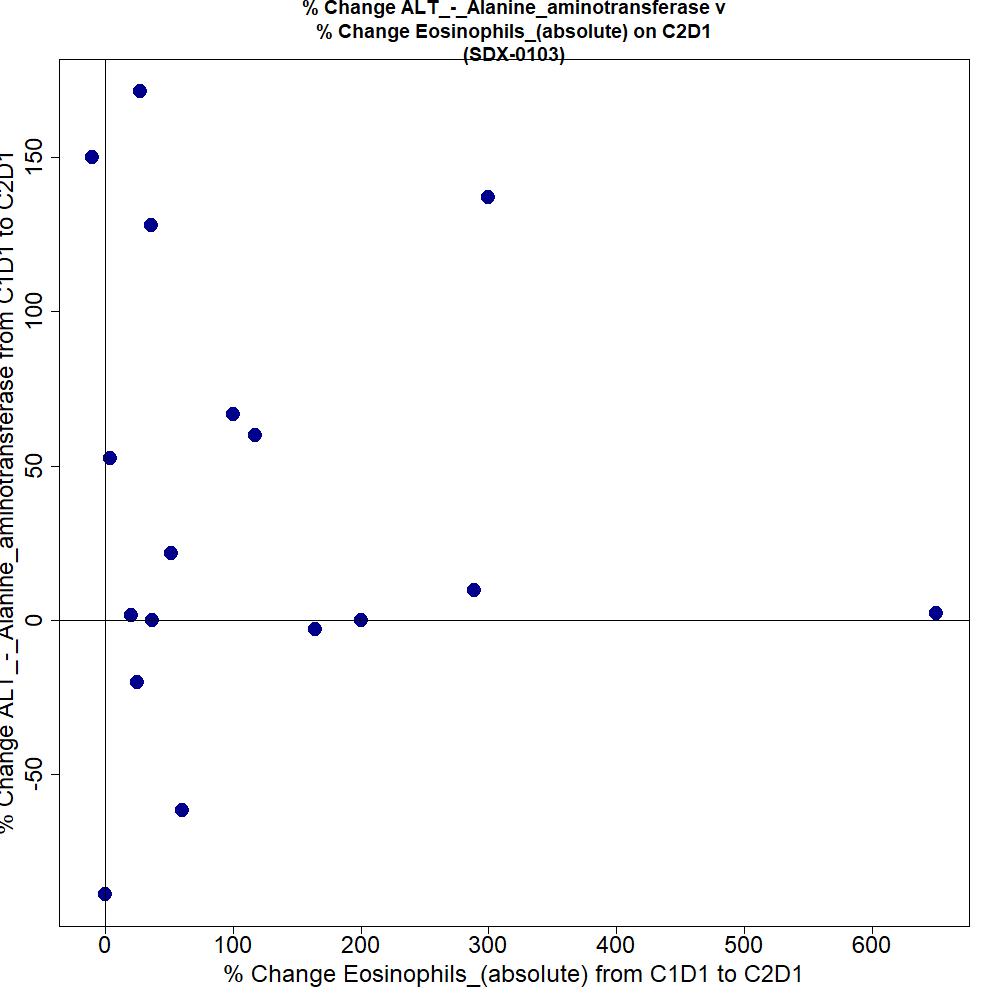 % Change ALT_-_Alanine_aminotransferase v
% Change Eosinophils_(absolute) on C2D1
(SDX-0103)
% Change ALT_-_Alanine_aminotransferase from C1D1 to C2D1
150
100
50
0
-50
0 100 200 300 400 500 600
% Change Eosinophils_(absolute) from C1D1 to C2D1